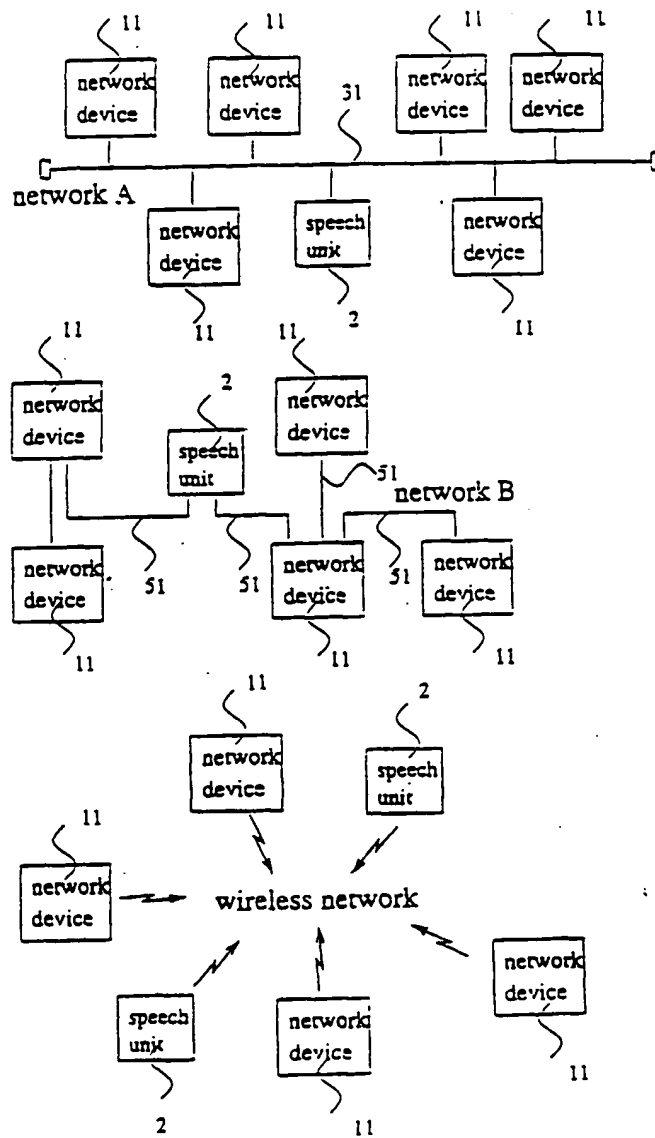 11 11 11 11
network device
network device
network device
network device
31
network A
network device
speech unit
network device
11 2 11
11 11
2
network device
speech unit
network device
51
network B
51 51 51
network device
network device
network device
11 11 11
11 2
network device
speech unit
11
network device
wireless network
speech unit
network device
network device
2 11 11